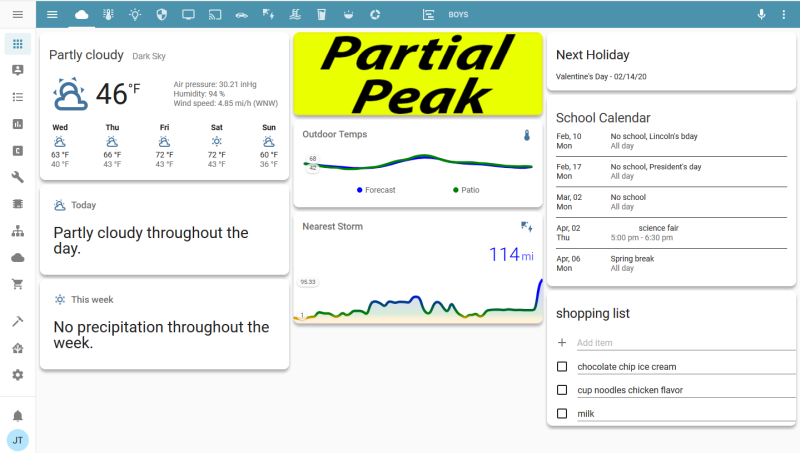 BOYS
Partly cloudy Dark Sky
46 °F
Air pressure: 30.21 inHg
Humidity: 94 %
Wind speed: 4.85 mi/h (WNW)
Wed Thu Fri Sat Sun
63 °F 66 °F 72 °F 72 °F 60 °F
40 °F 43 °F 43 °F 43 °F 36 °F
Today
Partly cloudy throughout the
day.
This week
No precipitation throughout the
week.
Partial
Peak
Outdoor Temps
68
42
Forecast Patio
Nearest Storm
114 mi
95.33
1
Next Holiday
Valentine's Day - 02/14/20
School Calendar
Feb, 10 No school, Lincoln's bday
Mon All day
Feb, 17 No school, President's day
Mon All day
Mar, 02 No school
Mon All day
Apr, 02 science fair
Thu 5:00 pm - 6:30 pm
Apr, 06 Spring break
Mon All day
shopping list
Add item
chocolate chip ice cream
cup noodles chicken flavor
milk
JT